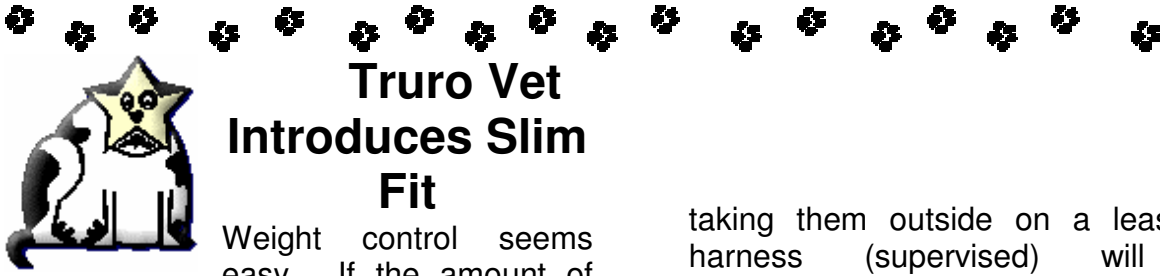 Truro Vet
Introduces Slim
Fit
Weight control seems
easy. If the amount of
taking them outside on a
harness (supervised) will